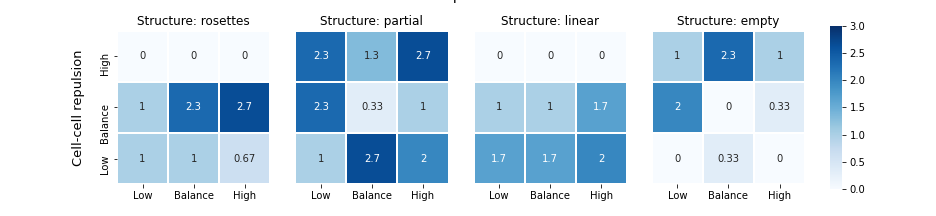 Structure: rosettes Structure: partial Structure: linear Structure: empty
Cell-cell repulsion
High 0 0 0 2.3 1.3 2.7 0 0 0 1 2.3 1
Balance 1 2.3 2.7 2.3 0.33 1 1 1 1.7 2 0 0.33
Low 1 1 0.67 1 2.7 2 1.7 1.7 2 0 0.33 0
Low Balance High Low Balance High Low Balance High Low Balance High
3.0
2.5
2.0
1.5
1.0
0.5
0.0